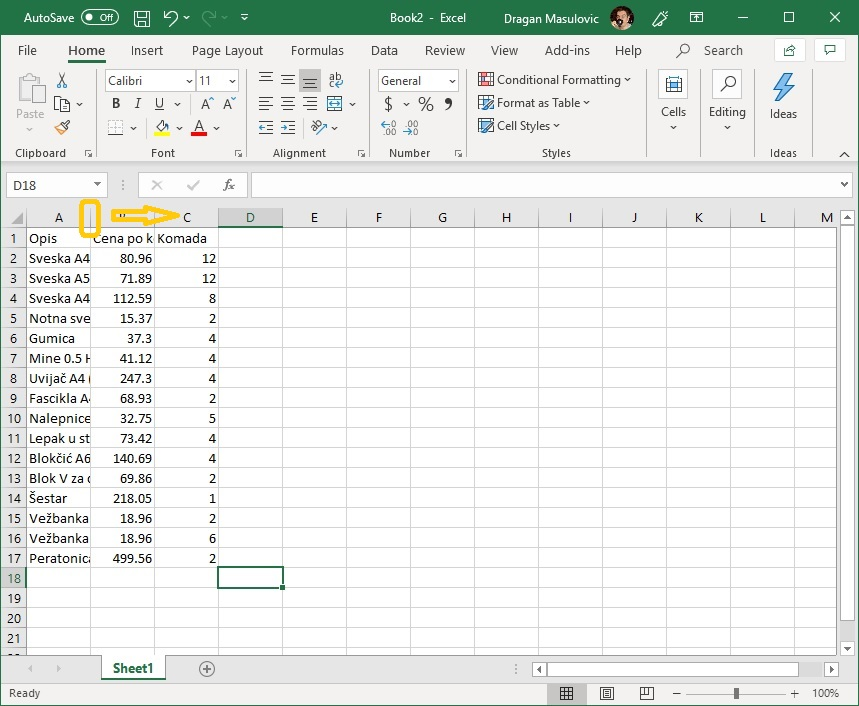 AutoSave Off Book2 - Excel Dragan Masulovic
File Home Insert Page Layout Formulas Data Review View Add-ins Help Search
Paste Calibri 11 ab General Conditional Formatting Cells Editing Ideas
B I U A A $ % Format as Table
A Cell Styles
Clipboard Font Alignment Number Styles Ideas
D18 fx
A C D E F G H I J K L M
1 Opis Cena po k Komada
2 Sveska A4 80.96 12
3 Sveska A5 71.89 12
4 Sveska A4 112.59 8
5 Notna sve 15.37 2
6 Gumica 37.3 4
7 Mine 0.5 H 41.12 4
8 Uvijač A4 ( 247.3 4
9 Fascikla A4 68.93 2
10 Nalepnice 32.75 5
11 Lepak u st 73.42 4
12 Blokčić A6 140.69 4
13 Blok V za 69.86 2
14 Šestar 218.05 1
15 Vežbanka 18.96 2
16 Vežbanka 18.96 6
17 Peratonica 499.56 2
18
19
20
21
Sheet1
Ready 100%